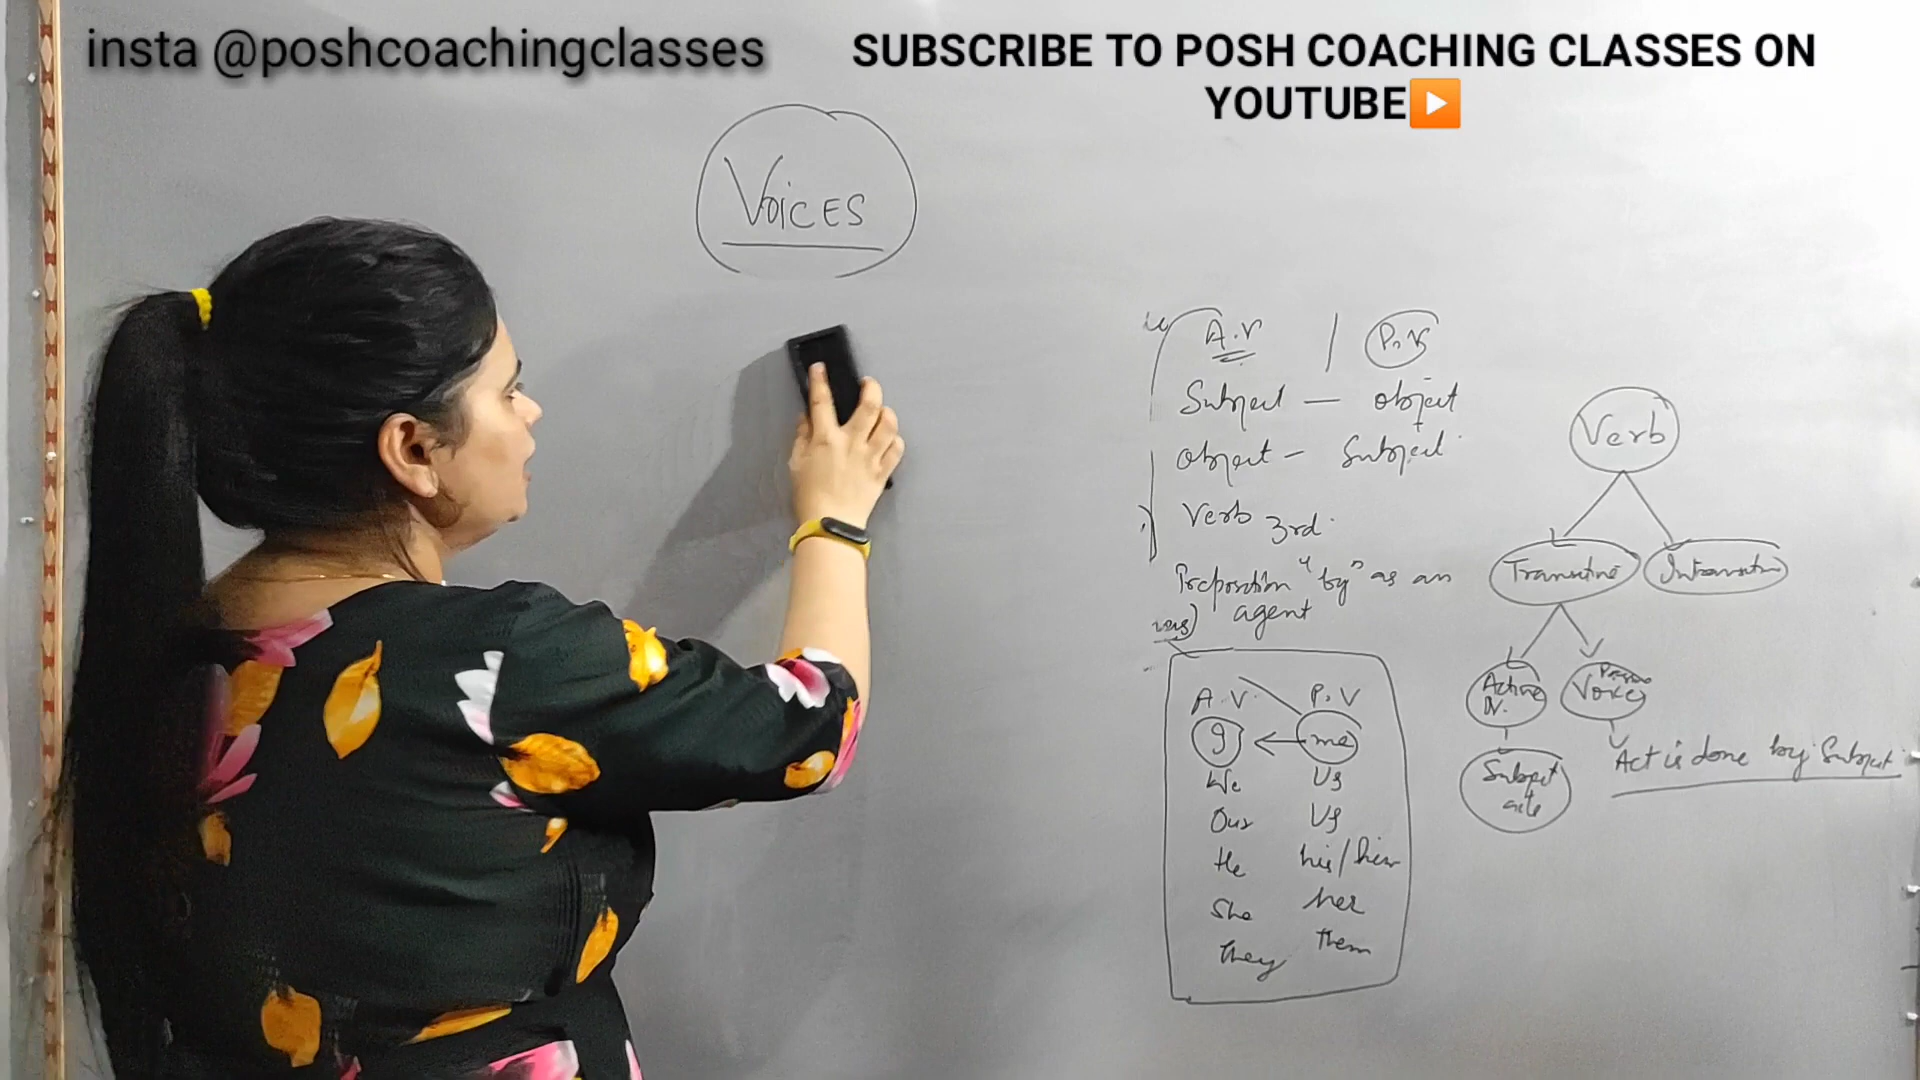 insta @poshcoachingclasses
SUBSCRIBE TO POSH COACHING CLASSES ON
YOUTUBE▶️
VOICES
A.V | P.V
Subject — object
object — Subject
Verb 3rd.
Preposition "by" as an
agent
A.V. P.V
I ← me
We Us
Our Us
He his/him
She her
they them
Verb
Transitive Intransitive
Active V. Passive Voice
Subject acts
Act is done by Subject